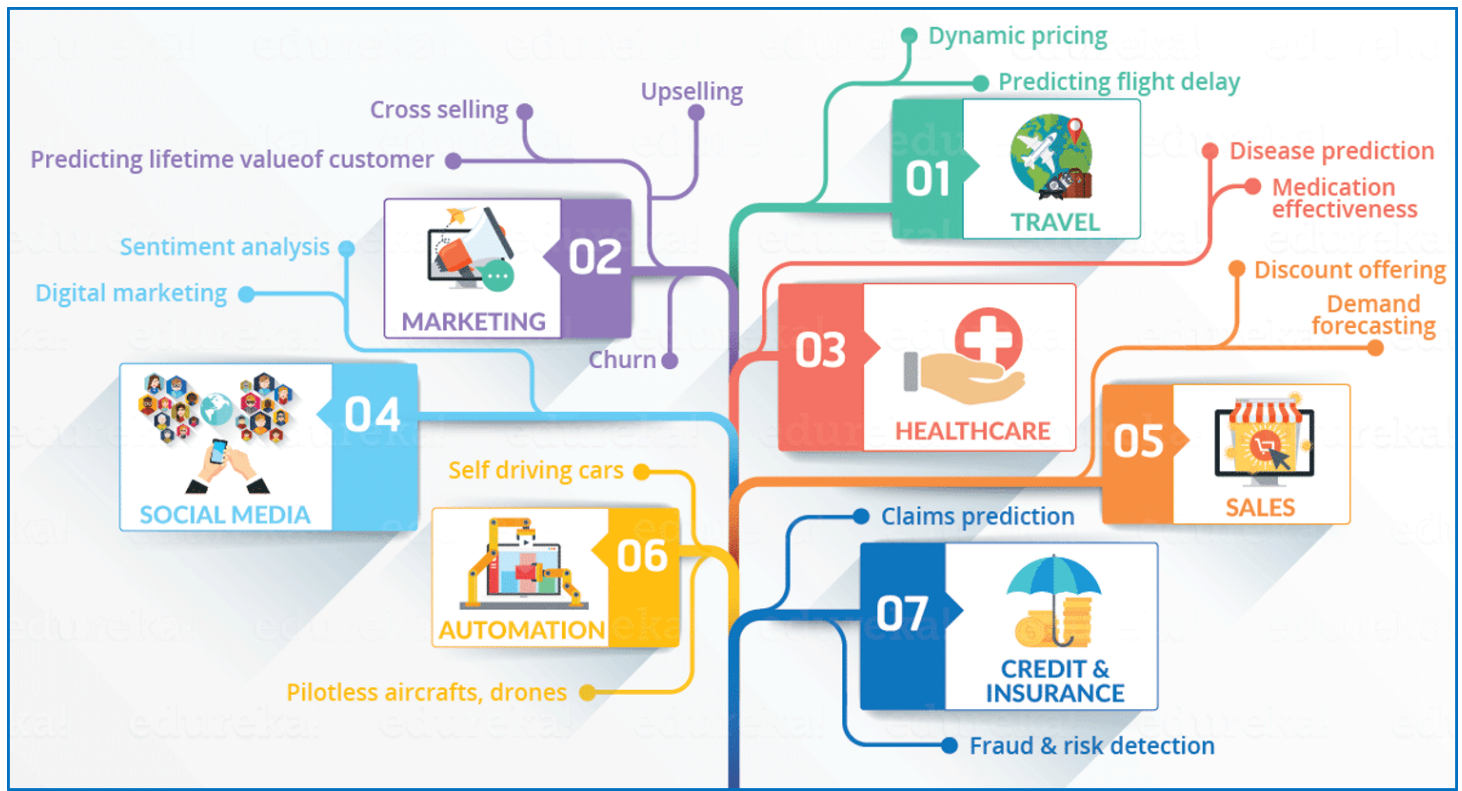 Dynamic pricing
Predicting flight delay
01
TRAVEL
Upselling
Cross selling
Predicting lifetime valueof customer
02
MARKETING
Churn
Disease prediction
Medication
effectiveness
03
HEALTHCARE
Sentiment analysis
Digital marketing
04
SOCIAL MEDIA
Discount offering
Demand
forecasting
05
SALES
Self driving cars
06
AUTOMATION
Pilotless aircrafts, drones
Claims prediction
07
CREDIT &
INSURANCE
Fraud & risk detection
edureka!